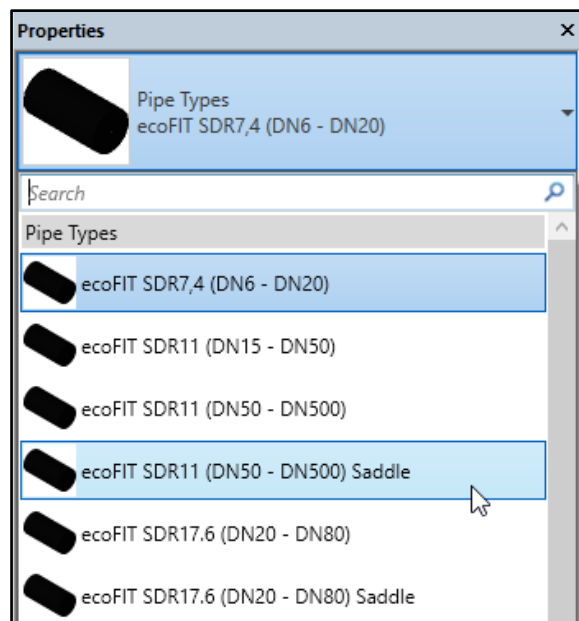 Properties
Pipe Types
ecoFIT SDR7,4 (DN6 - DN20)
Search
Pipe Types
ecoFIT SDR7,4 (DN6 - DN20)
ecoFIT SDR11 (DN15 - DN50)
ecoFIT SDR11 (DN50 - DN500)
ecoFIT SDR11 (DN50 - DN500) Saddle
ecoFIT SDR17.6 (DN20 - DN80)
ecoFIT SDR17.6 (DN20 - DN80) Saddle